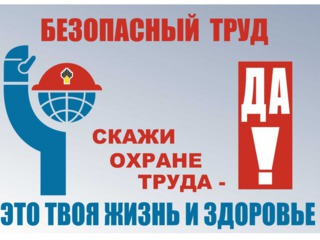 БЕЗОПАСНЫЙ ТРУД
СКАЖИ
ОХРАНЕ
ТРУДА -
ДА
!
ЭТО ТВОЯ ЖИЗНЬ И ЗДОРОВЬЕ